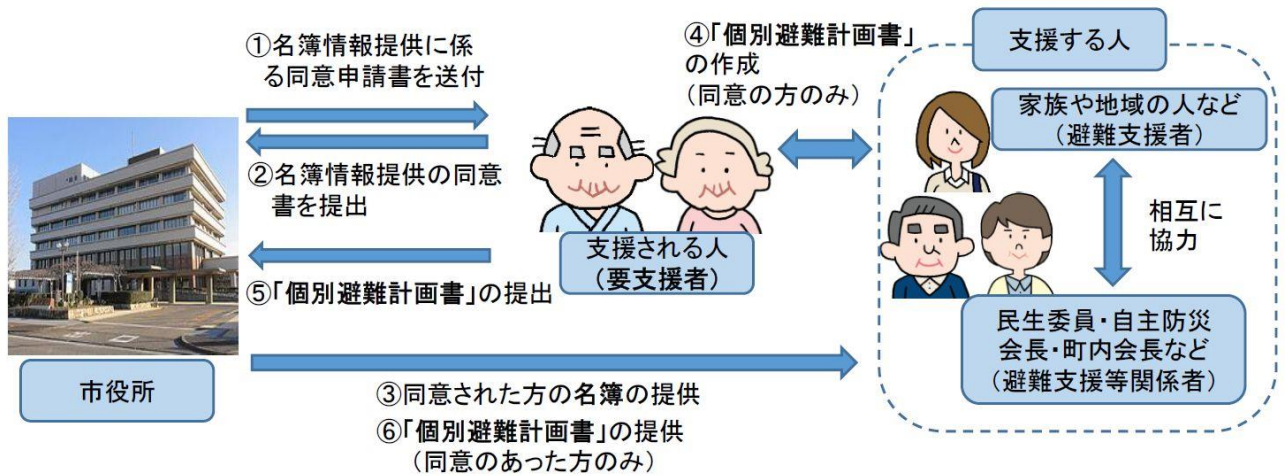 ①名簿情報提供に係
る同意申請書を送付
②名簿情報提供の同意
書を提出
⑤「個別避難計画書」の提出
市役所
支援される人
(要支援者)
④「個別避難計画書」
の作成
(同意の方のみ)
支援する人
家族や地域の人など
(避難支援者)
相互に
協力
民生委員・自主防災
会長・町内会長など
(避難支援等関係者)
③同意された方の名簿の提供
⑥「個別避難計画書」の提供
(同意のあった方のみ)